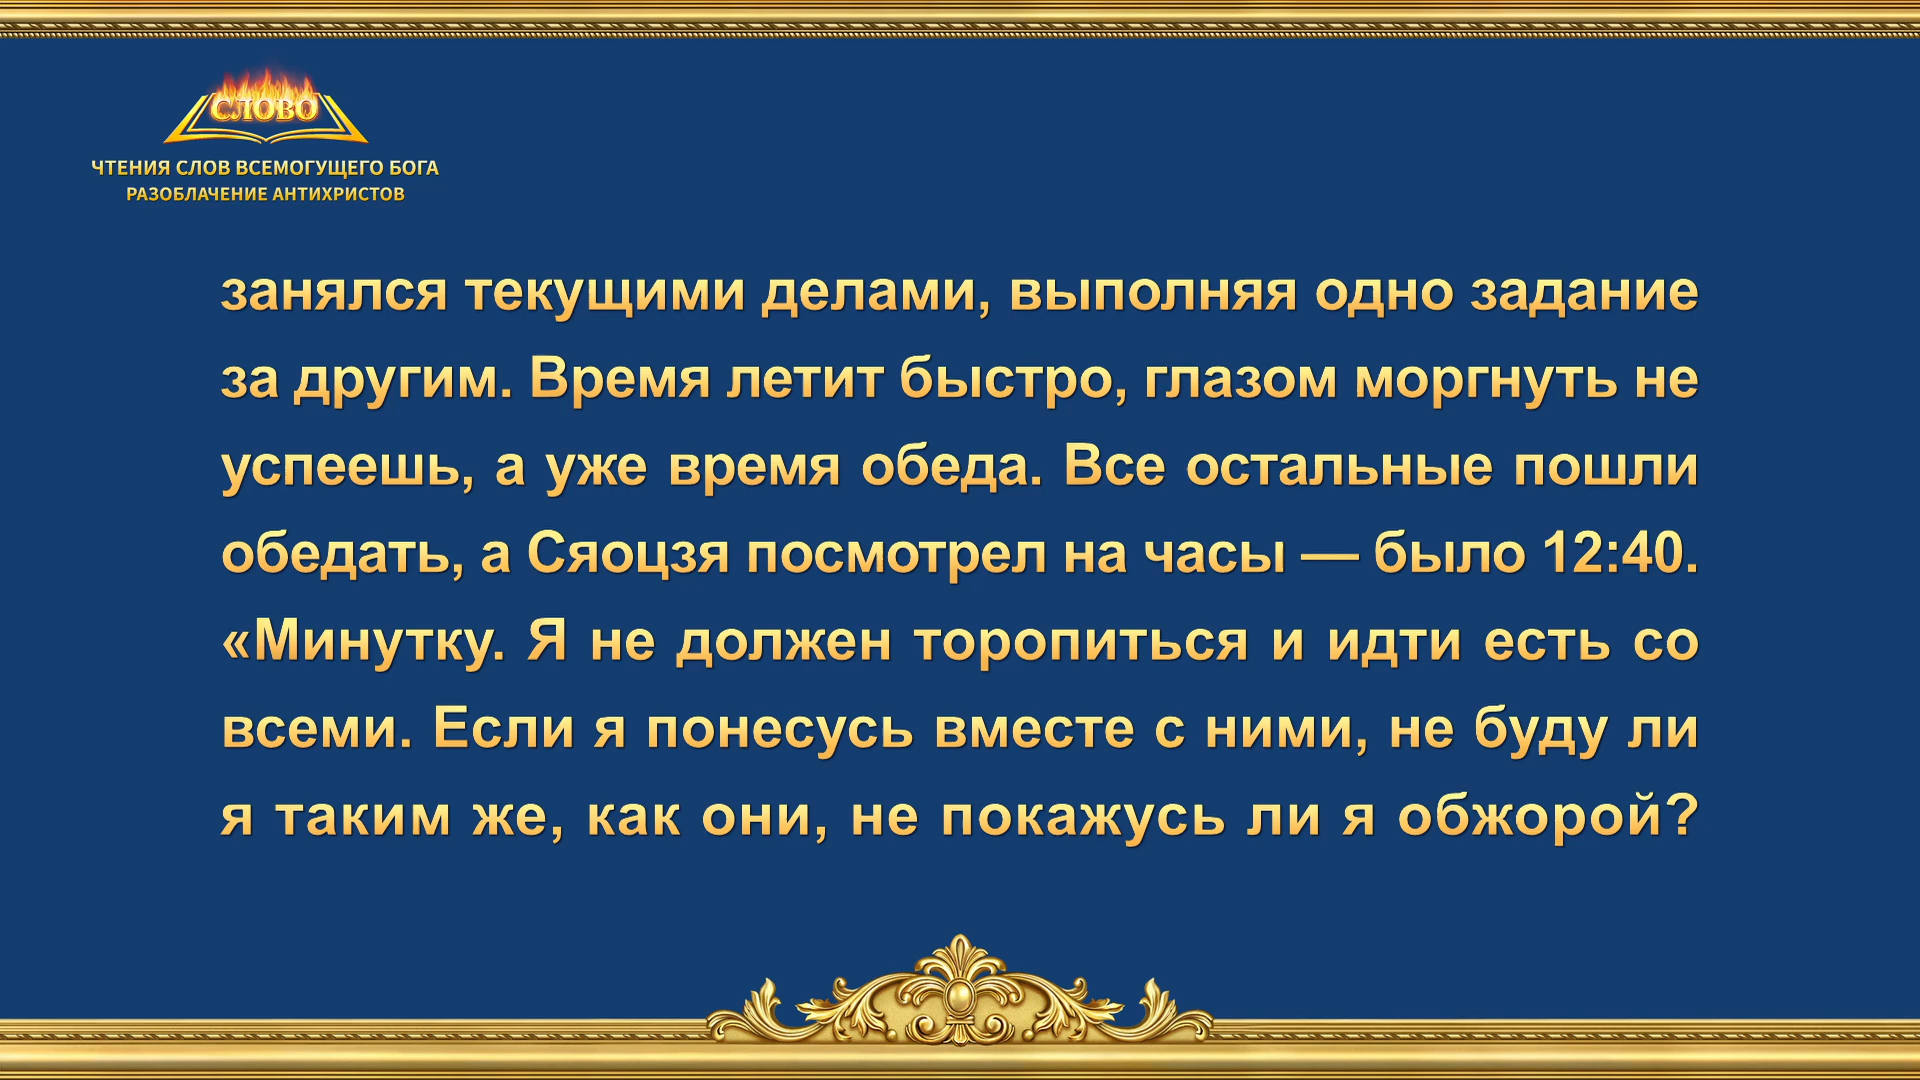 СЛОВО
ЧТЕНИЯ СЛОВ ВСЕМОГУЩЕГО БОГА
РАЗОБЛАЧЕНИЕ АНТИХРИСТОВ
занялся текущими делами, выполняя одно задание
за другим. Время летит быстро, глазом моргнуть не
успеешь, а уже время обеда. Все остальные пошли
обедать, а Сяоцзя посмотрел на часы — было 12:40.
«Минутку. Я не должен торопиться и идти есть со
всеми. Если я понесусь вместе с ними, не буду ли
я таким же, как они, не покажусь ли я обжорой?